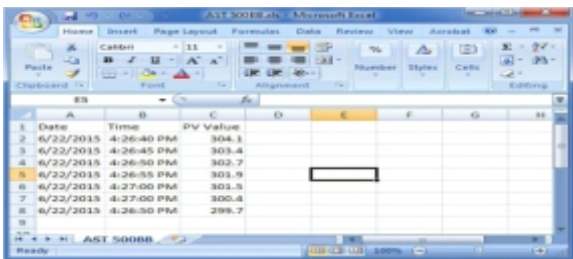 AST 500BB.xls - Microsoft Excel
Home Insert Page Layout Formulas Data Review View Acrobat
Paste
Calibri 11
B I U A A
% Number
Styles
Cells
Σ
Clipboard Font Alignment Editing
E5 fx
A B C D E F G H
1 Date Time PV Value
2 6/22/2015 4:26:40 PM 304.1
3 6/22/2015 4:26:45 PM 303.4
4 6/22/2015 4:26:50 PM 302.7
5 6/22/2015 4:26:55 PM 301.9
6 6/22/2015 4:27:00 PM 301.5
7 6/22/2015 4:27:00 PM 300.4
8 6/22/2015 4:26:50 PM 299.7
9
AST 500BB
Ready 100%